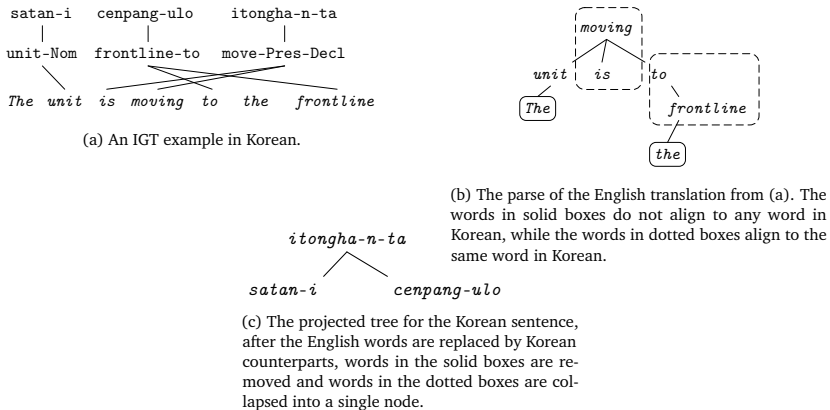 satan-i cenpang-ulo itongha-n-ta
unit-Nom frontline-to move-Pres-Decl
The unit is moving to the frontline
(a) An IGT example in Korean.
moving
unit is to
The frontline
the
(b) The parse of the English translation from (a). The
words in solid boxes do not align to any word in
Korean, while the words in dotted boxes align to the
same word in Korean.
itongha-n-ta
satan-i cenpang-ulo
(c) The projected tree for the Korean sentence,
after the English words are replaced by Korean
counterparts, words in the solid boxes are re-
moved and words in the dotted boxes are col-
lapsed into a single node.